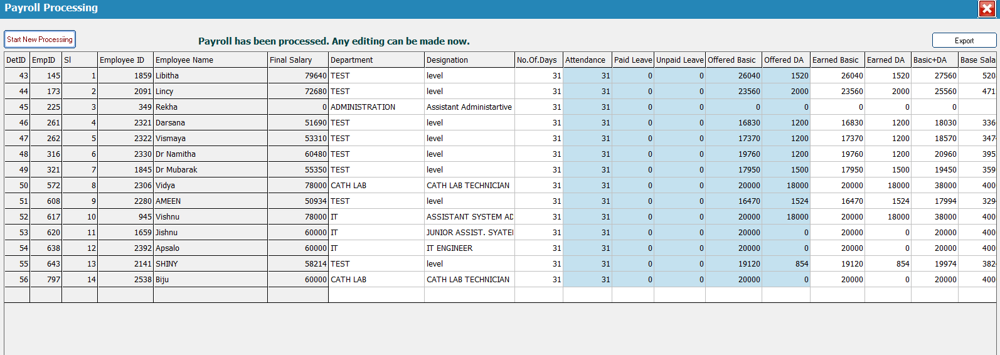 Payroll Processing
Start New Processiing
Payroll has been processed. Any editing can be made now.
Export
DetID EmpID Sl Employee ID Employee Name Final Salary Department Designation No.Of.Days Attendance Paid Leave Unpaid Leave Offered Basic Offered DA Earned Basic Earned DA Basic+DA Base Sala
43 145 1 1859 Libitha 79640 TEST level 31 31 0 0 26040 1520 26040 1520 27560 520
44 173 2 2091 Lincy 72680 TEST level 31 31 0 0 23560 2000 23560 2000 25560 471
45 225 3 349 Rekha 0 ADMINISTRATION Assistant Administartive 31 31 0 0 0 0 0 0 0
46 261 4 2321 Darsana 51690 TEST level 31 31 0 0 16830 1200 16830 1200 18030 336
47 262 5 2322 Vismaya 53310 TEST level 31 31 0 0 17370 1200 17370 1200 18570 347
48 316 6 2330 Dr Namitha 60480 TEST level 31 31 0 0 19760 1200 19760 1200 20960 395
49 321 7 1845 Dr Mubarak 55350 TEST level 31 31 0 0 17950 1500 17950 1500 19450 359
50 572 8 2306 Vidya 78000 CATH LAB CATH LAB TECHNICIAN 31 31 0 0 20000 18000 20000 18000 38000 400
51 608 9 2280 AMEEN 50934 TEST level 31 31 0 0 16470 1524 16470 1524 17994 329
52 617 10 945 Vishnu 78000 IT ASSISTANT SYSTEM AD 31 31 0 0 20000 18000 20000 18000 38000 400
53 620 11 1659 Jishnu 60000 IT JUNIOR ASSIST. SYATE 31 31 0 0 20000 0 20000 0 20000 400
54 638 12 2392 Apsalo 60000 IT IT ENGINEER 31 31 0 0 20000 0 20000 0 20000 400
55 643 13 2141 SHINY 58214 TEST level 31 31 0 0 19120 854 19120 854 19974 382
56 797 14 2538 Biju 60000 CATH LAB CATH LAB TECHNICIAN 31 31 0 0 20000 0 20000 0 20000 400